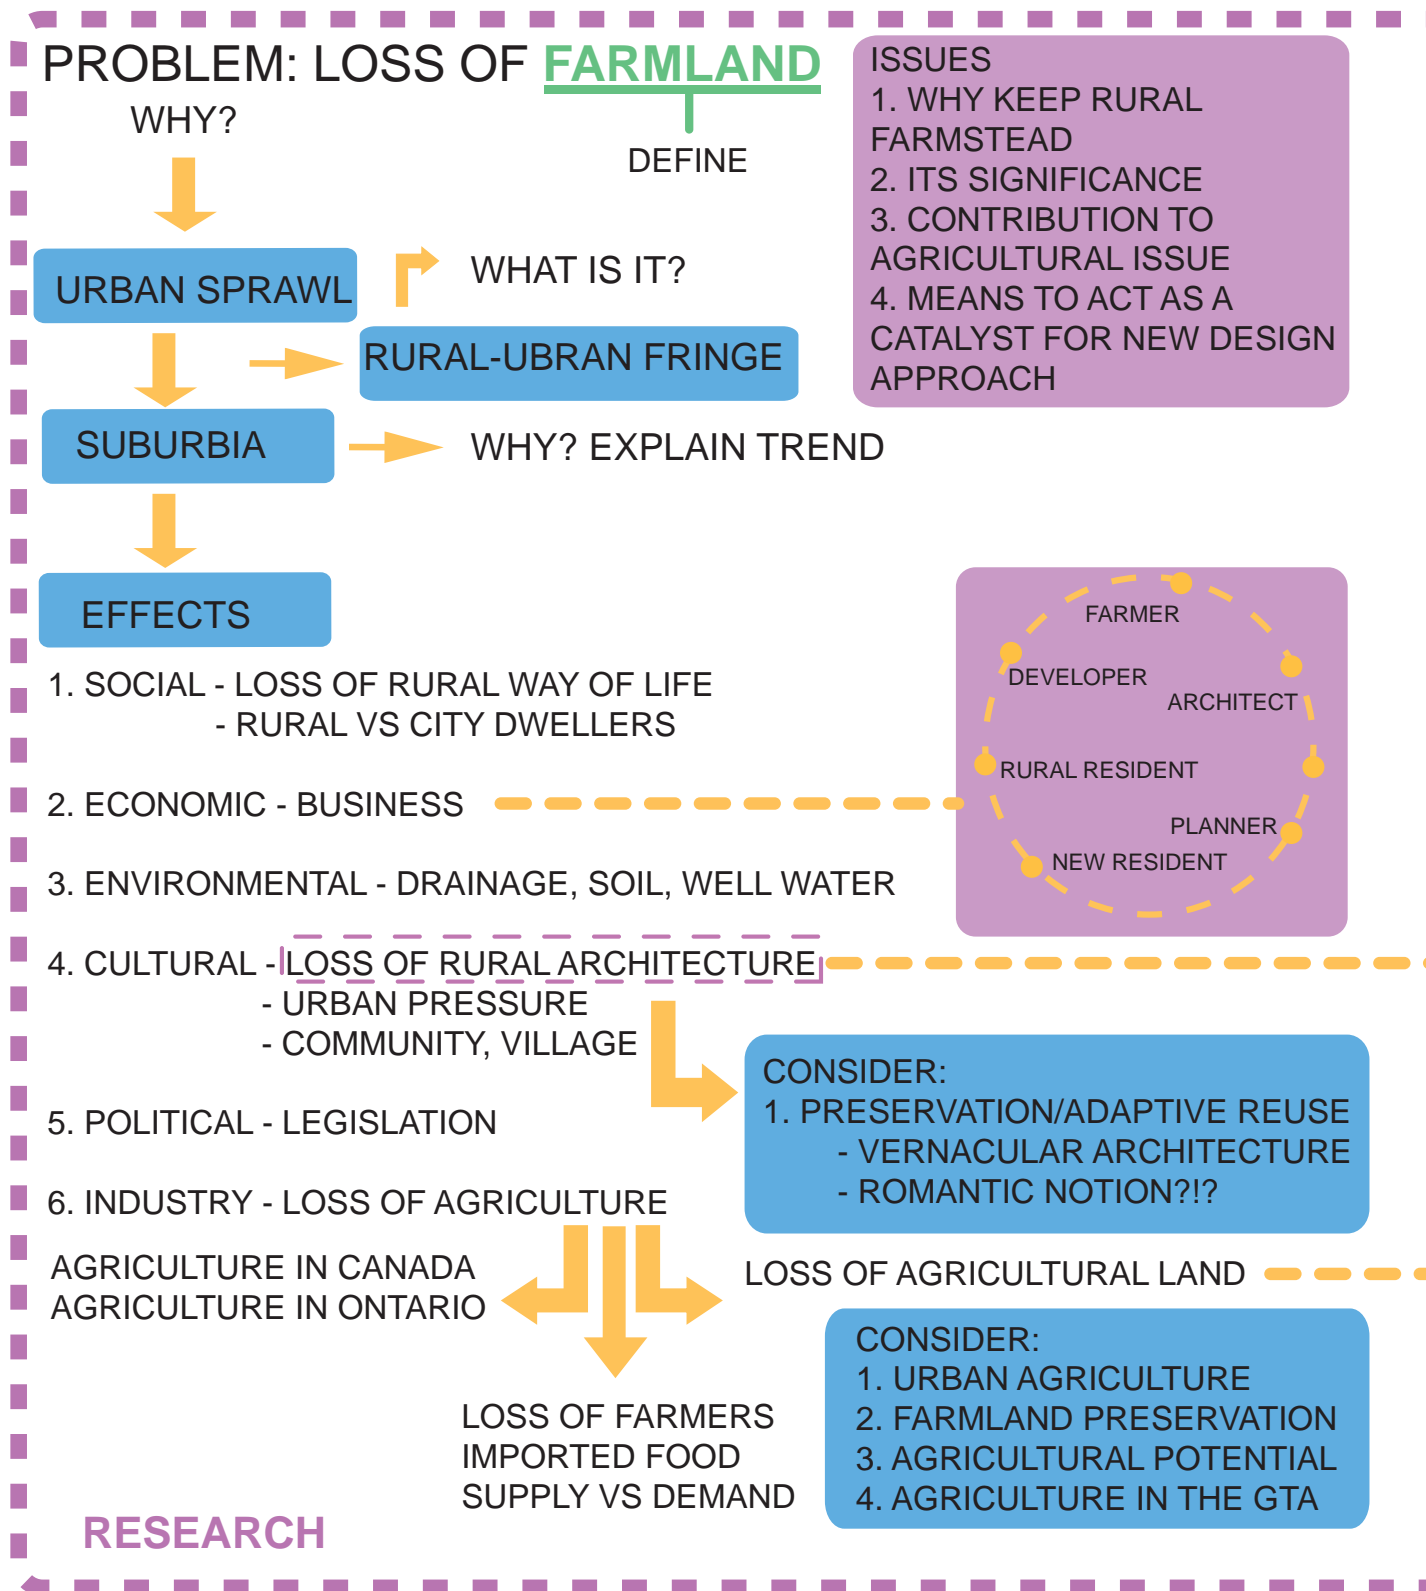 PROBLEM: LOSS OF FARMLAND
WHY?
DEFINE
ISSUES
1. WHY KEEP RURAL
FARMSTEAD
2. ITS SIGNIFICANCE
3. CONTRIBUTION TO
AGRICULTURAL ISSUE
4. MEANS TO ACT AS A
CATALYST FOR NEW DESIGN
APPROACH
URBAN SPRAWL
WHAT IS IT?
RURAL-UBRAN FRINGE
SUBURBIA
WHY? EXPLAIN TREND
EFFECTS
1. SOCIAL - LOSS OF RURAL WAY OF LIFE
- RURAL VS CITY DWELLERS
2. ECONOMIC - BUSINESS
FARMER
DEVELOPER
ARCHITECT
RURAL RESIDENT
PLANNER
NEW RESIDENT
3. ENVIRONMENTAL - DRAINAGE, SOIL, WELL WATER
4. CULTURAL - LOSS OF RURAL ARCHITECTURE
- URBAN PRESSURE
- COMMUNITY, VILLAGE
CONSIDER:
1. PRESERVATION/ADAPTIVE REUSE
- VERNACULAR ARCHITECTURE
- ROMANTIC NOTION?!?
5. POLITICAL - LEGISLATION
6. INDUSTRY - LOSS OF AGRICULTURE
AGRICULTURE IN CANADA
AGRICULTURE IN ONTARIO
LOSS OF AGRICULTURAL LAND
LOSS OF FARMERS
IMPORTED FOOD
SUPPLY VS DEMAND
CONSIDER:
1. URBAN AGRICULTURE
2. FARMLAND PRESERVATION
3. AGRICULTURAL POTENTIAL
4. AGRICULTURE IN THE GTA
RESEARCH